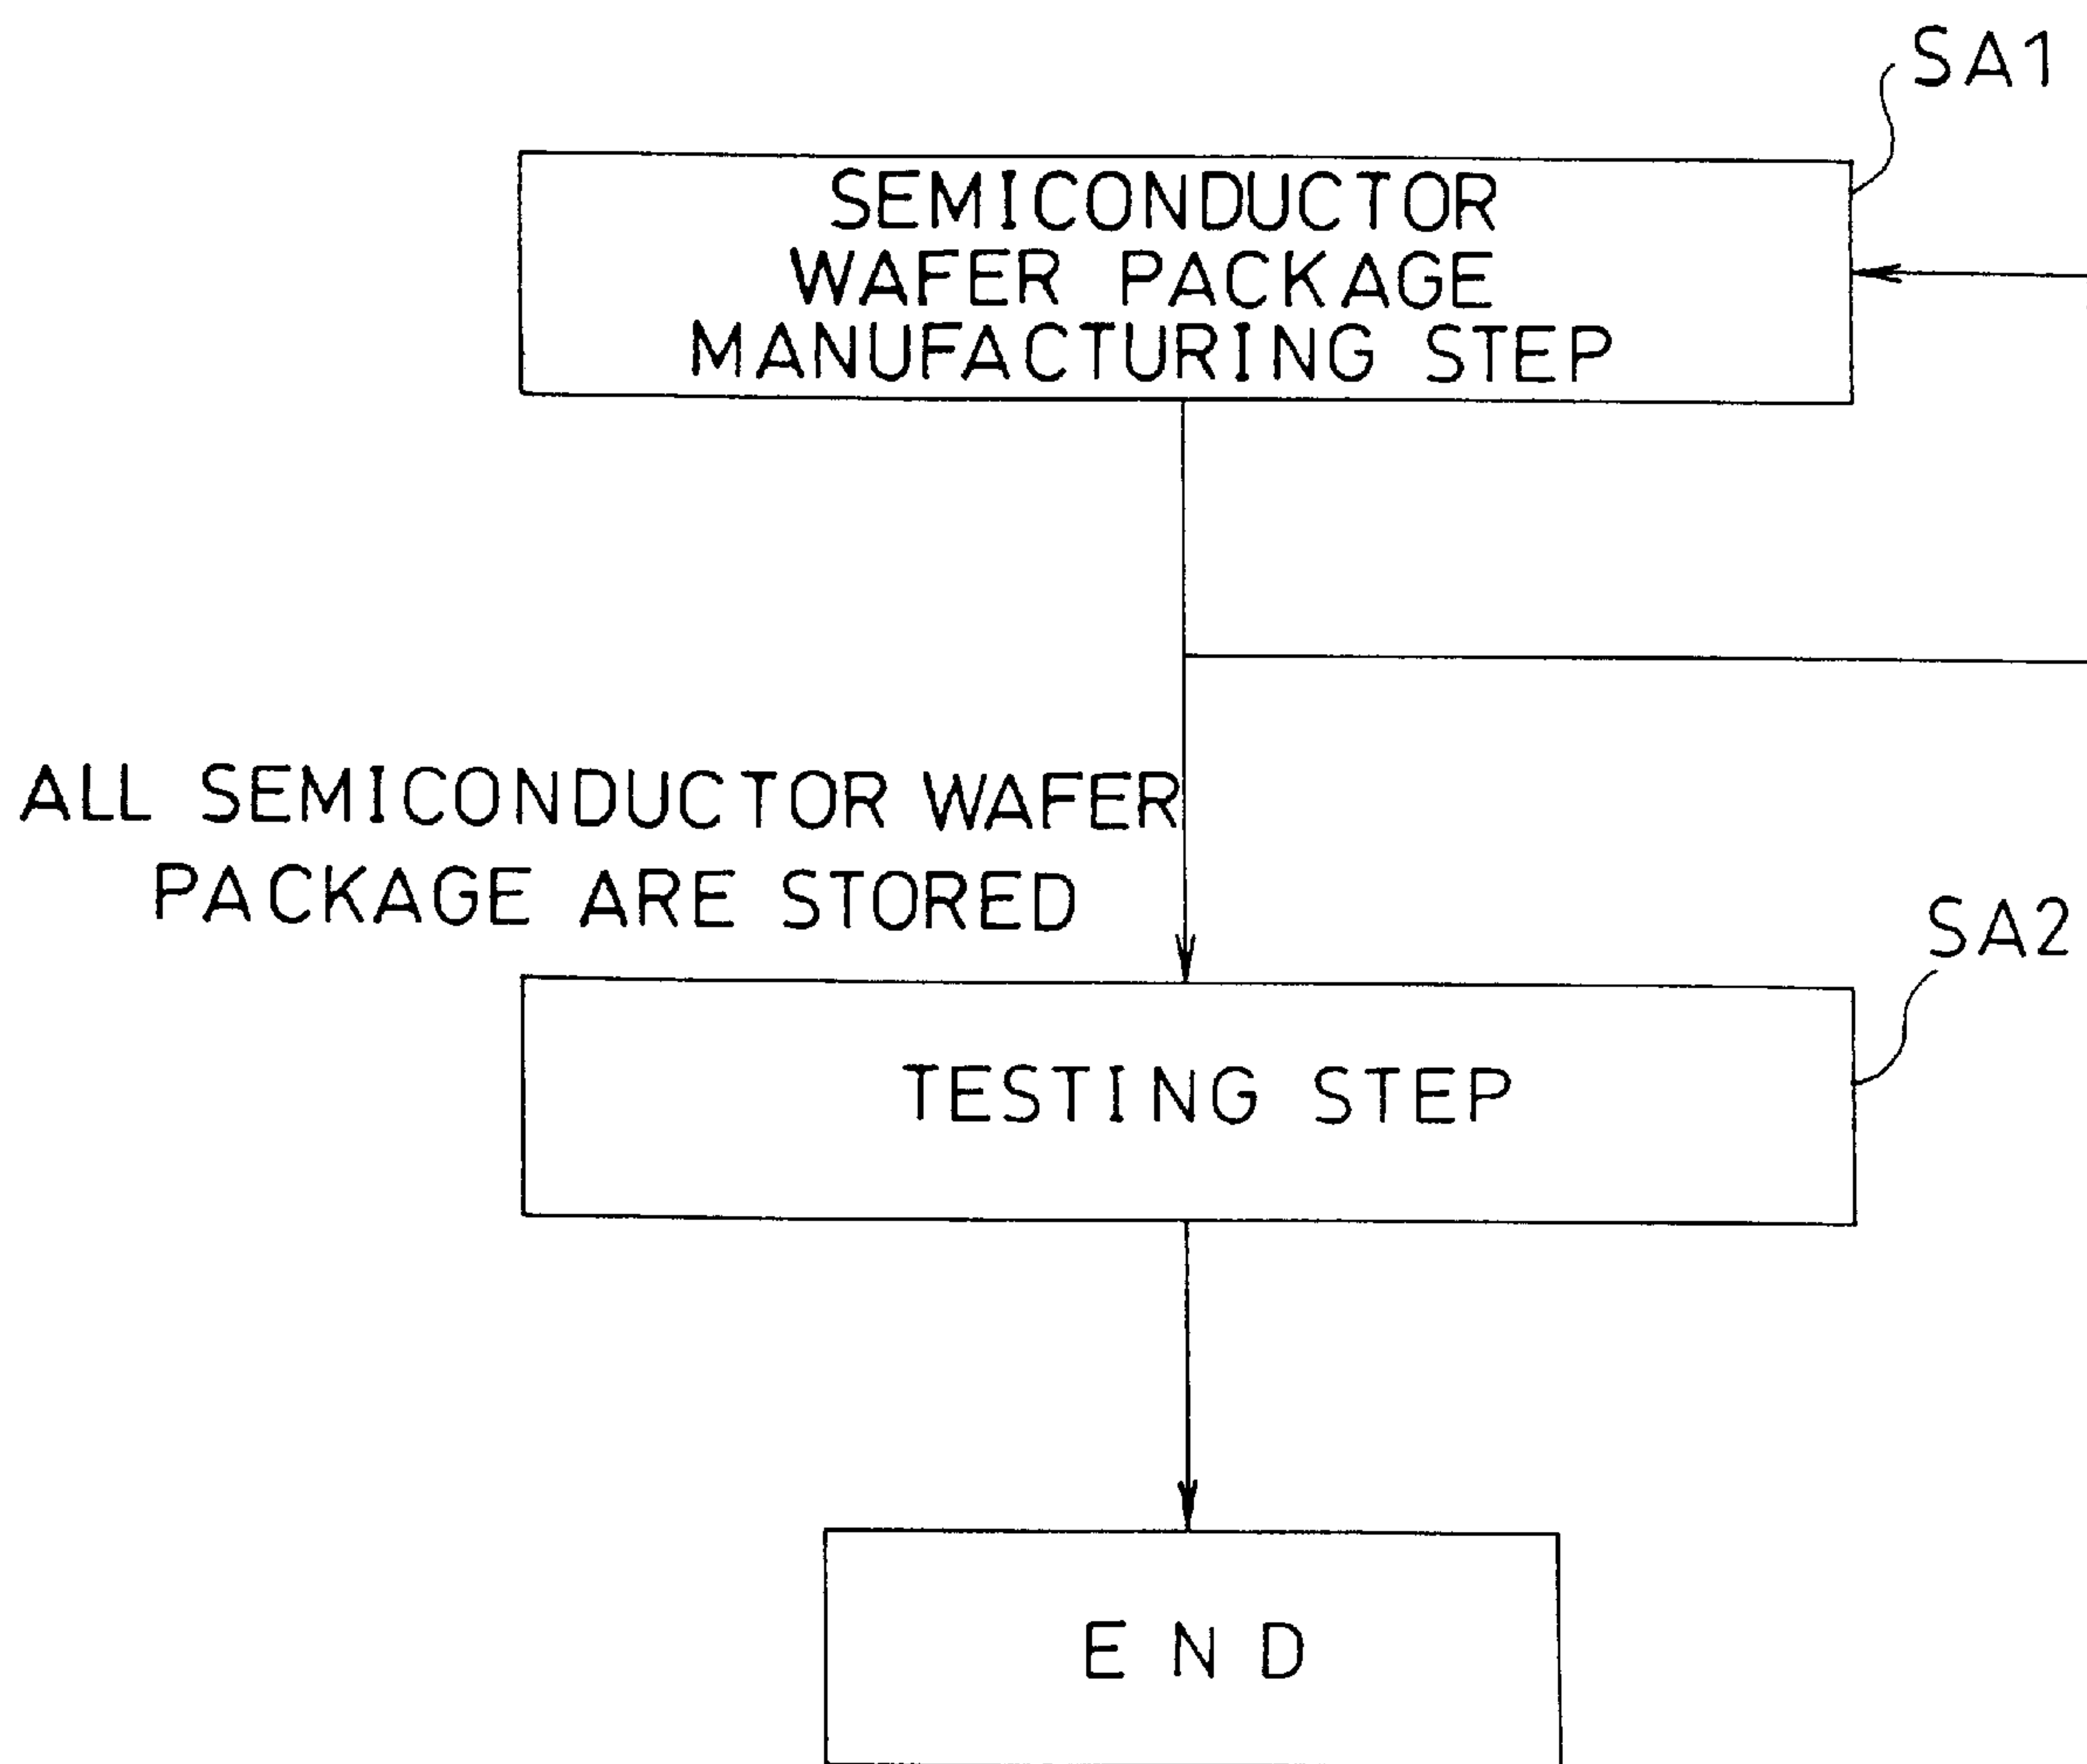 SA1
SEMICONDUCTOR
WAFER PACKAGE
MANUFACTURING STEP
ALL SEMICONDUCTOR WAFER
PACKAGE ARE STORED
SA2
TESTING STEP
END